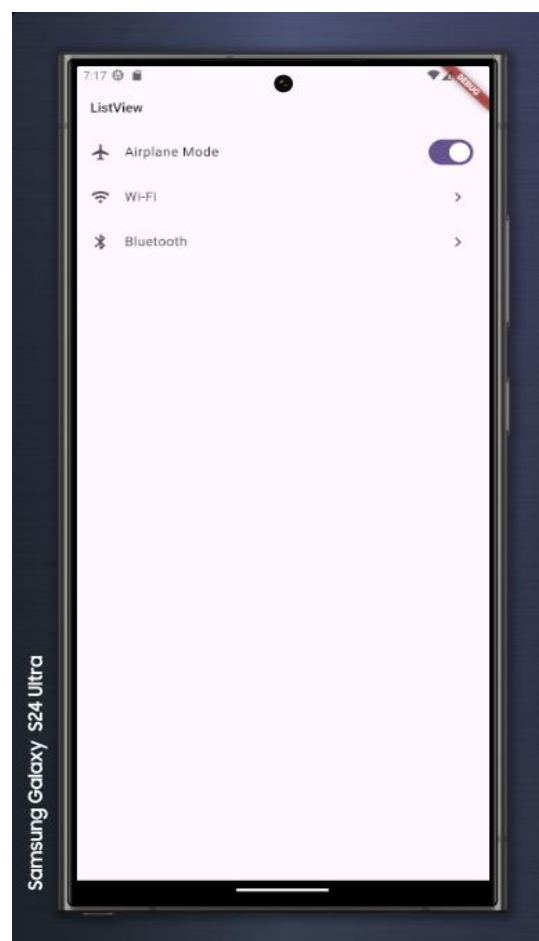 7:17
DEBUG
ListView
Airplane Mode
Wi-Fi
Bluetooth
Samsung Galaxy S24 Ultra